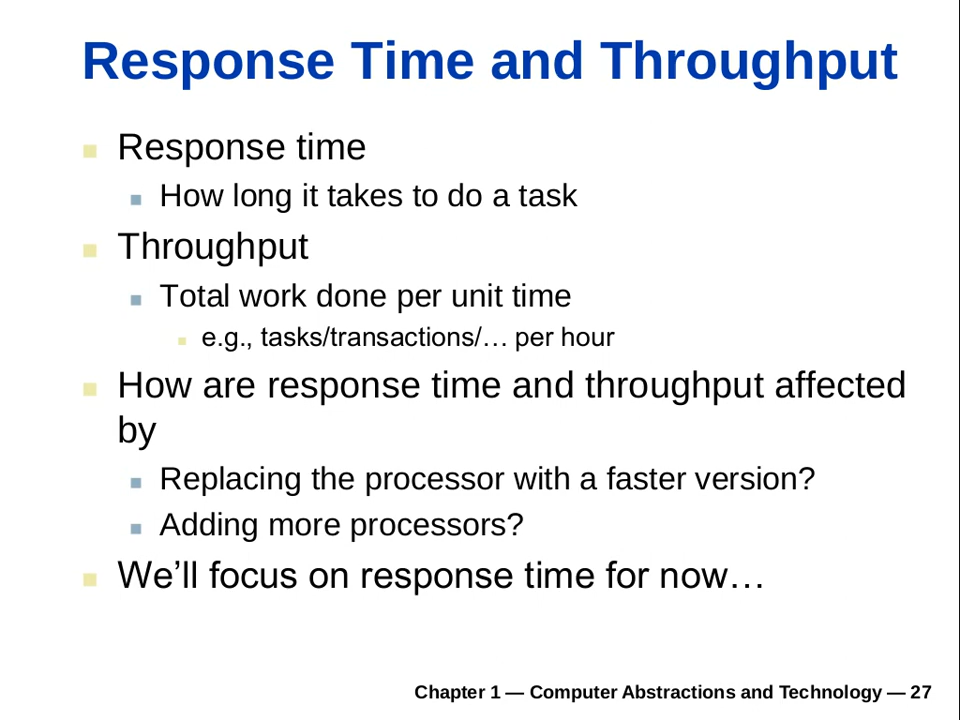 Response Time and Throughput
Response time
How long it takes to do a task
Throughput
Total work done per unit time
e.g., tasks/transactions/… per hour
How are response time and throughput affected
by
Replacing the processor with a faster version?
Adding more processors?
We’ll focus on response time for now…
Chapter 1 — Computer Abstractions and Technology — 27